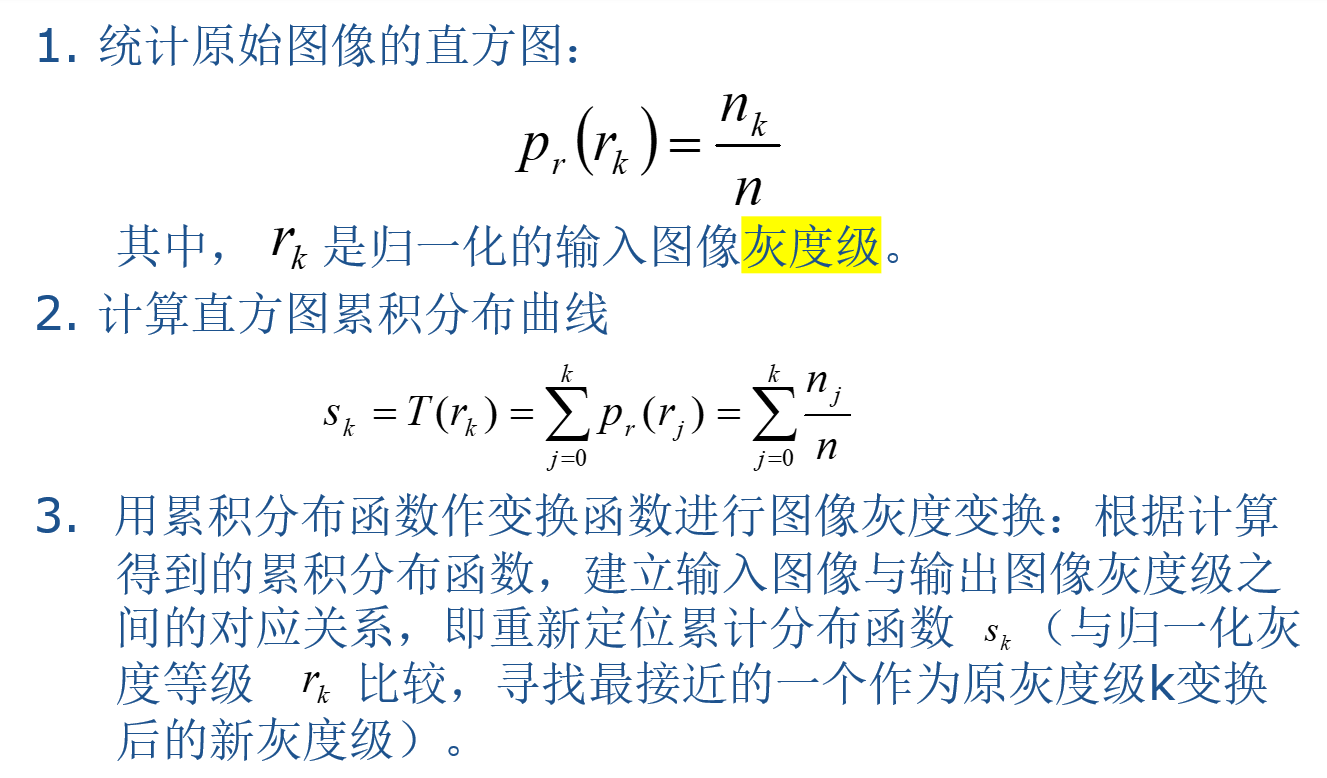 1. 统计原始图像的直方图：
p_r(r_k) = n_k / n
其中， r_k 是归一化的输入图像灰度级。
2. 计算直方图累积分布曲线
s_k = T(r_k) = ∑_{j=0}^{k} p_r(r_j) = ∑_{j=0}^{k} n_j / n
3. 用累积分布函数作变换函数进行图像灰度变换：根据计算
得到的累积分布函数，建立输入图像与输出图像灰度级之
间的对应关系，即重新定位累计分布函数 s_k （与归一化灰
度等级 r_k 比较，寻找最接近的一个作为原灰度级k变换
后的新灰度级）。